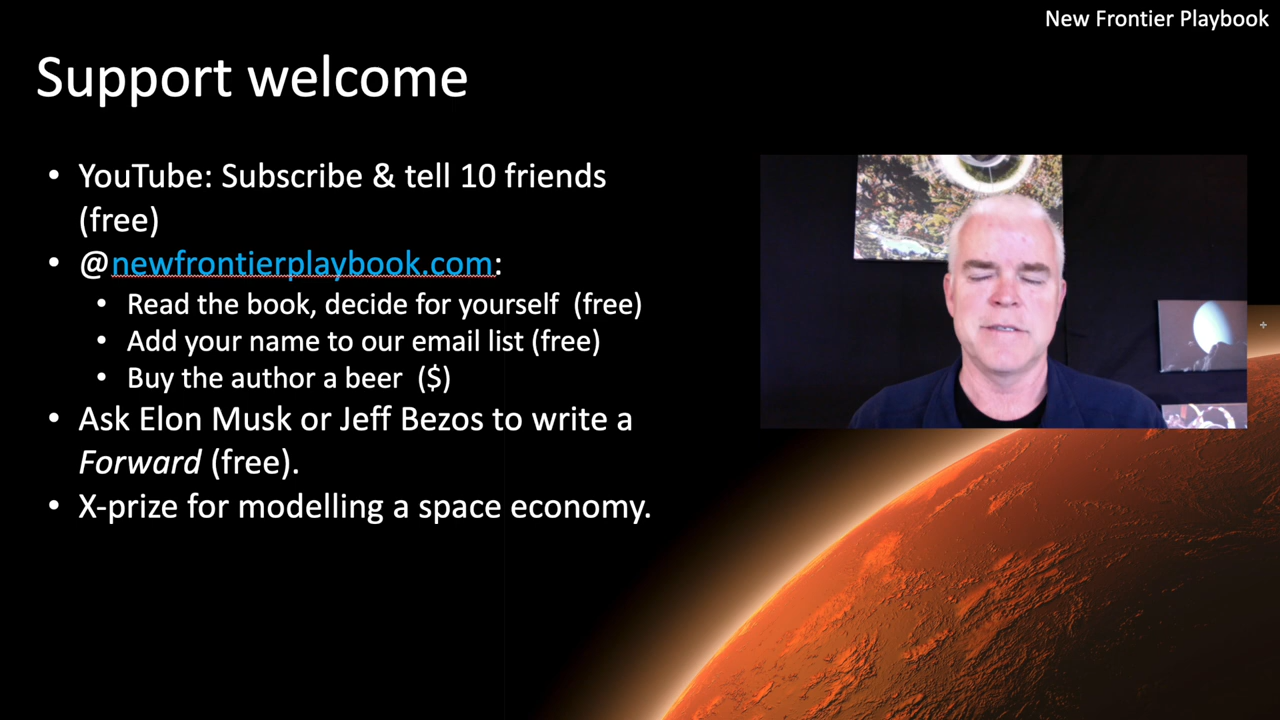 New Frontier Playbook
Support welcome
• YouTube: Subscribe & tell 10 friends
(free)
• @newfrontierplaybook.com:
• Read the book, decide for yourself (free)
• Add your name to our email list (free)
• Buy the author a beer ($)
• Ask Elon Musk or Jeff Bezos to write a
Forward (free).
• X-prize for modelling a space economy.